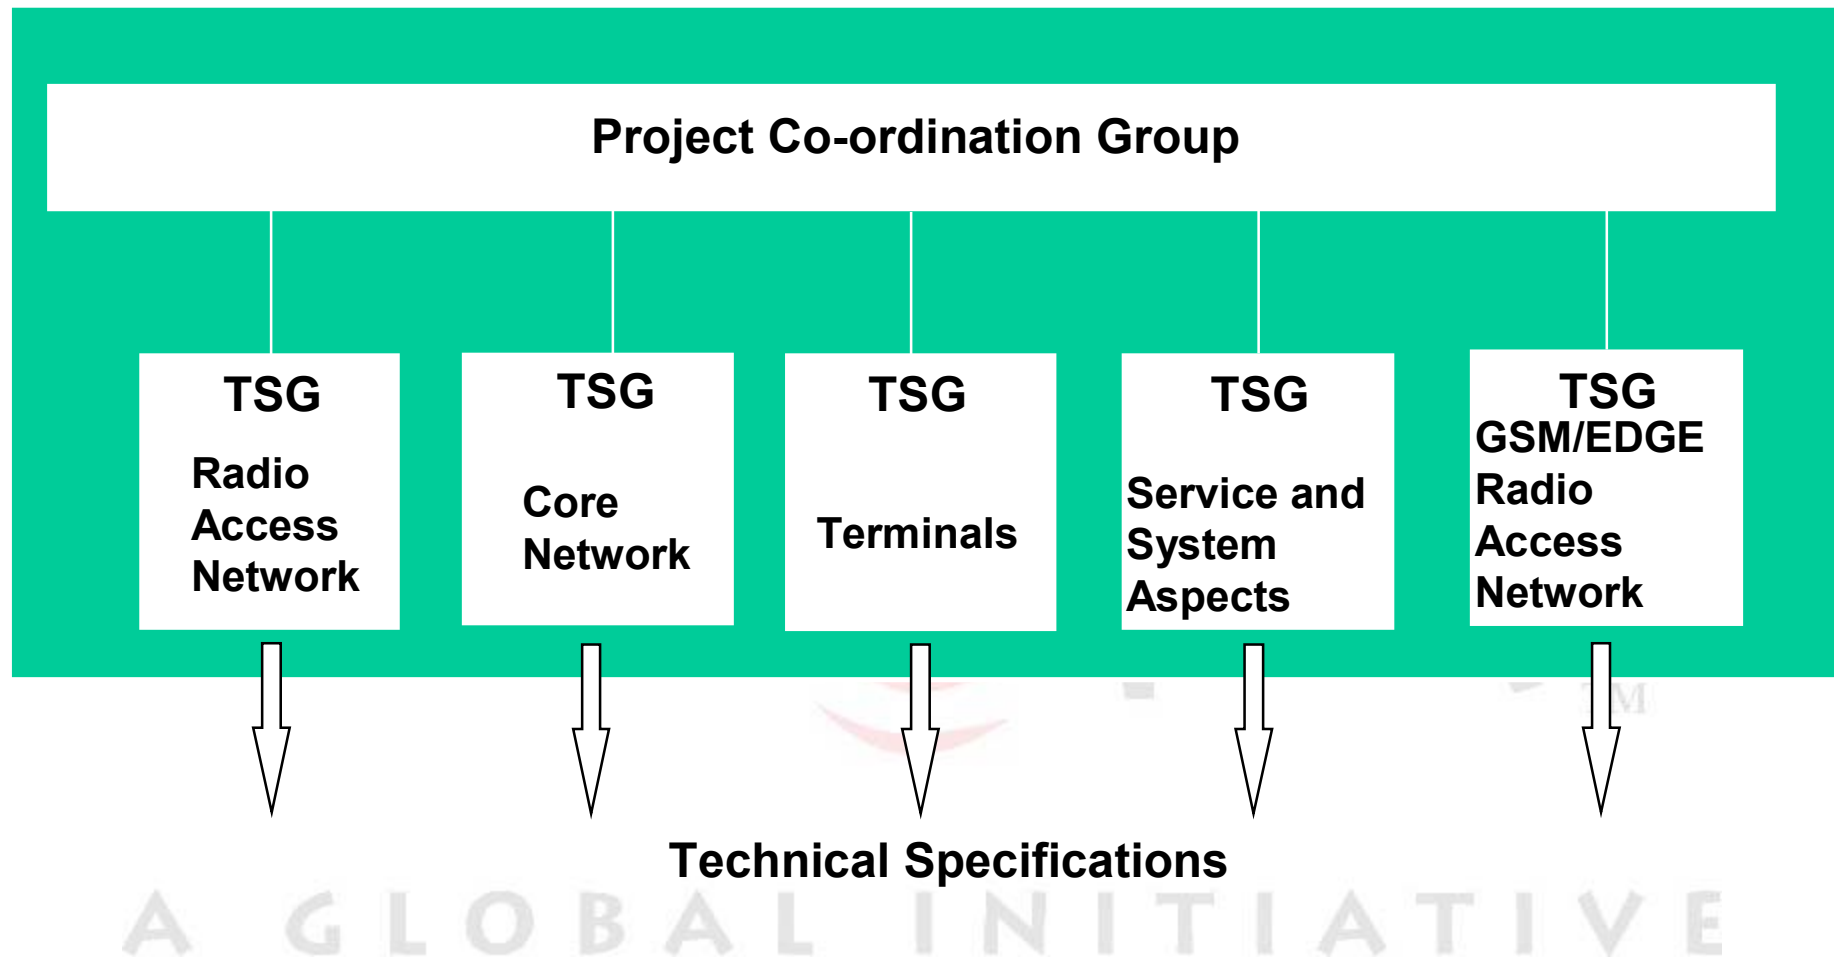 Project Co-ordination Group
TSG
Radio
Access
Network
TSG
Core
Network
TSG
Terminals
TSG
Service and
System
Aspects
TSG
GSM/EDGE
Radio
Access
Network
TM
Technical Specifications
A GLOBAL INITIATIVE